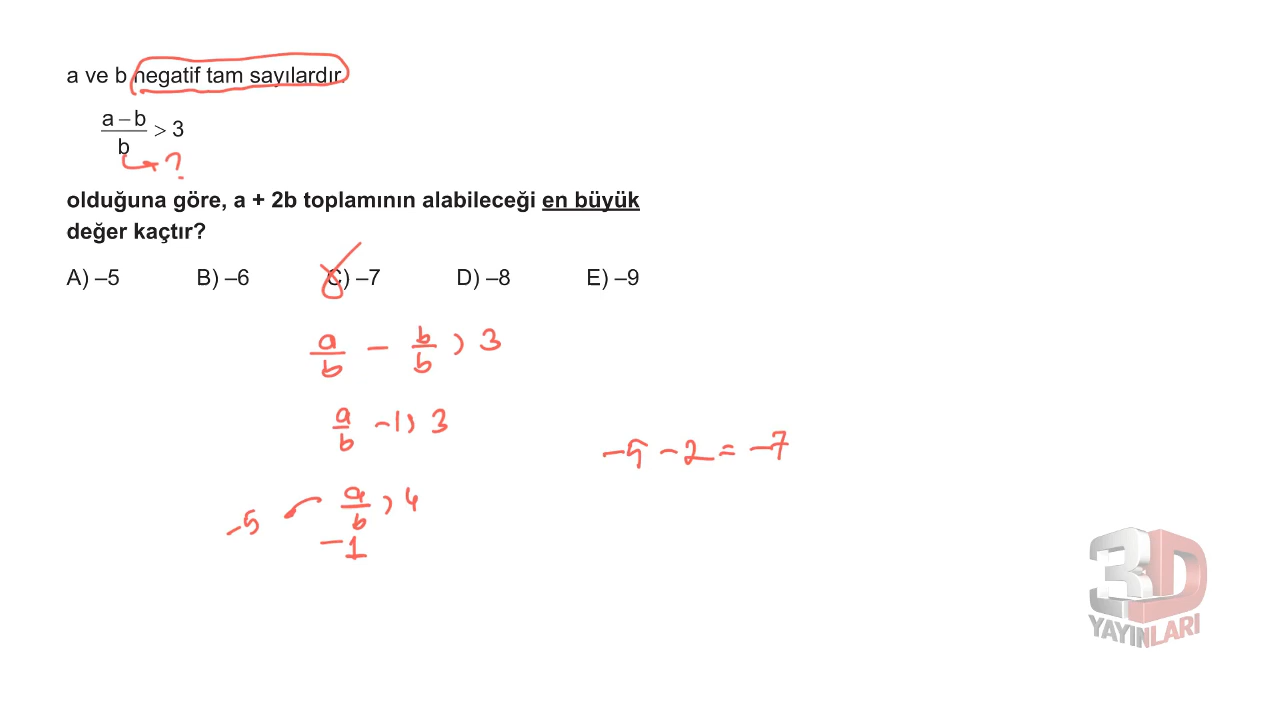 a ve b negatif tam sayılardır.
a – b
b
> 3
?
olduğuna göre, a + 2b toplamının alabileceği en büyük
değer kaçtır?
A) –5 B) –6 C) –7 D) –8 E) –9
a/b – b/b > 3
a/b – 1 > 3
–5 – 2 = –7
a/b > 4
–5
–1
3D
YAYINLARI